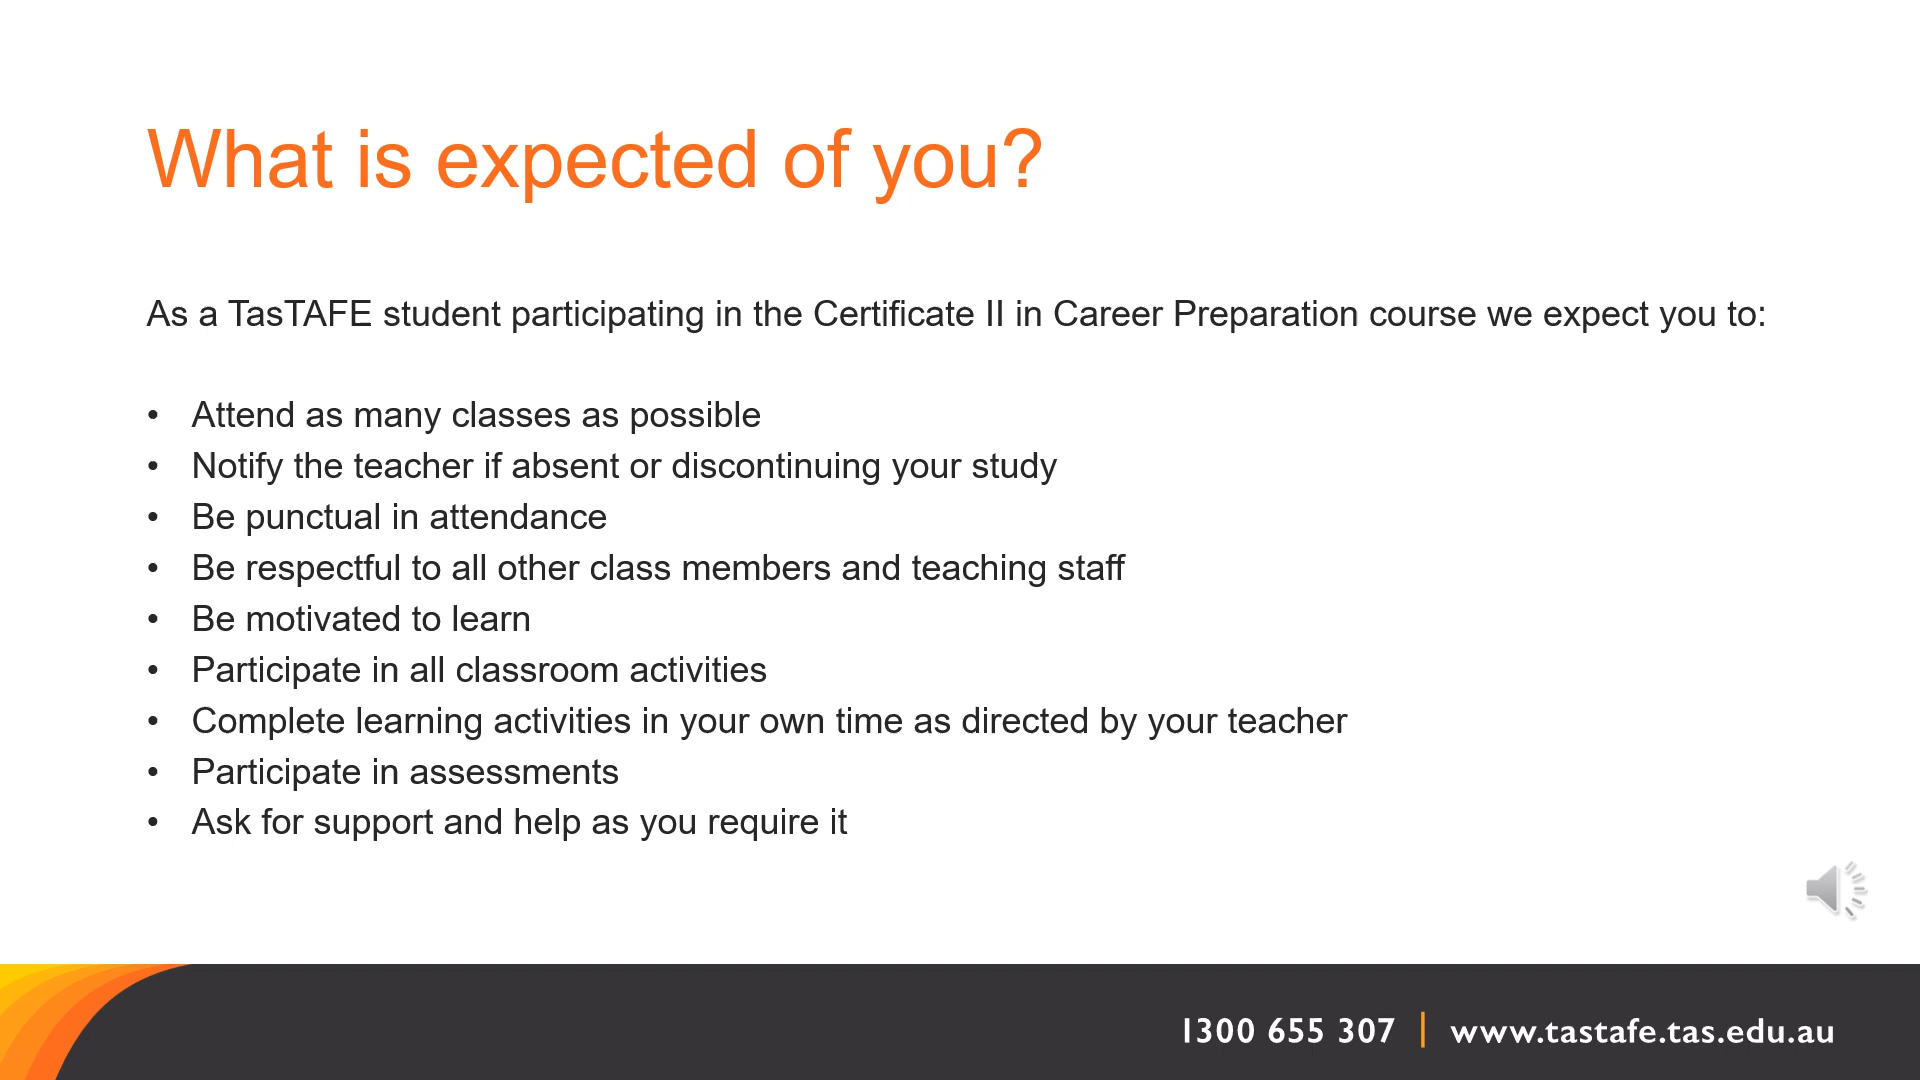 What is expected of you?
As a TasTAFE student participating in the Certificate II in Career Preparation course we expect you to:
• Attend as many classes as possible
• Notify the teacher if absent or discontinuing your study
• Be punctual in attendance
• Be respectful to all other class members and teaching staff
• Be motivated to learn
• Participate in all classroom activities
• Complete learning activities in your own time as directed by your teacher
• Participate in assessments
• Ask for support and help as you require it
1300 655 307 | www.tastafe.tas.edu.au